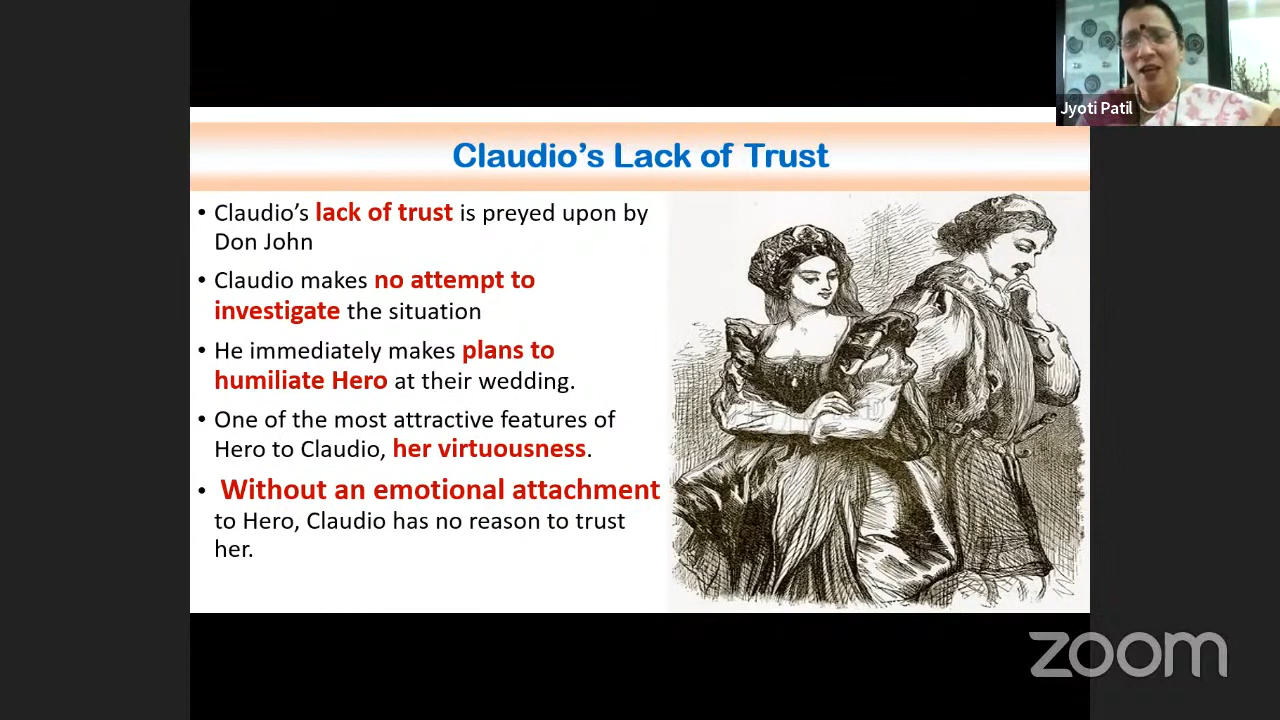 Jyoti Patil
Claudio’s Lack of Trust
• Claudio’s lack of trust is preyed upon by
Don John
• Claudio makes no attempt to
investigate the situation
• He immediately makes plans to
humiliate Hero at their wedding.
• One of the most attractive features of
Hero to Claudio, her virtuousness.
• Without an emotional attachment
to Hero, Claudio has no reason to trust
her.
zoom